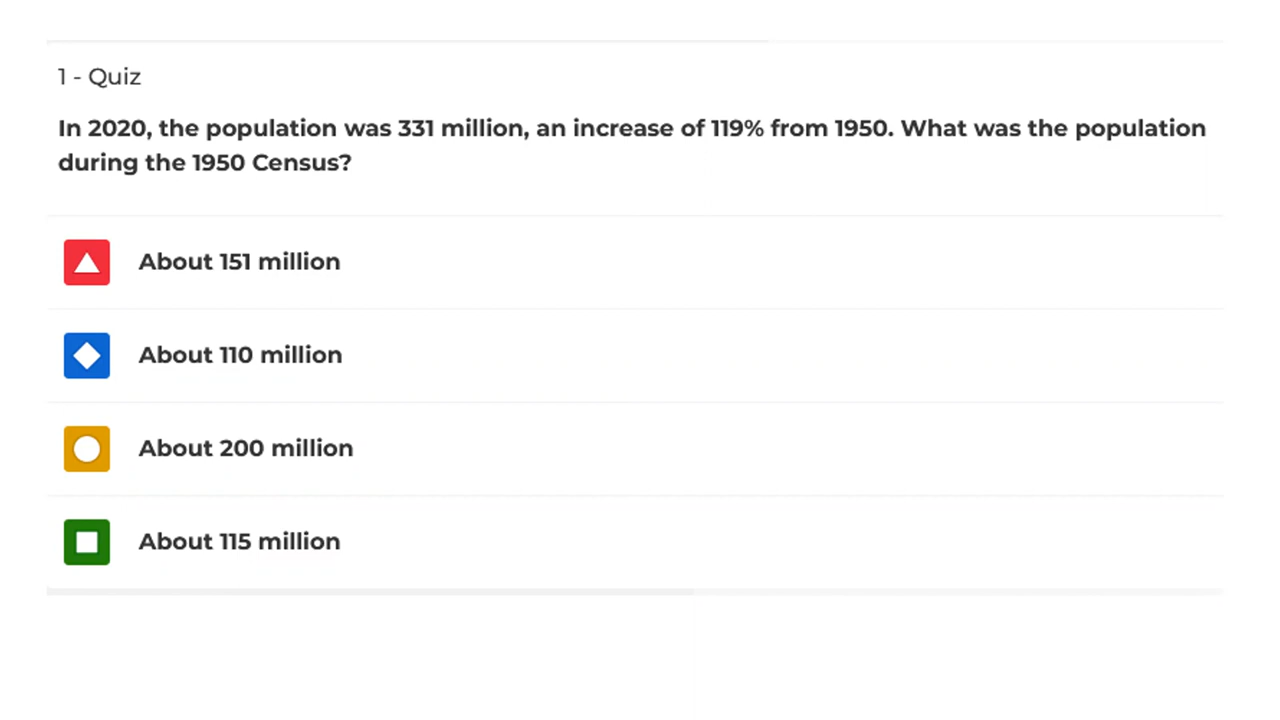 1 - Quiz
In 2020, the population was 331 million, an increase of 119% from 1950. What was the population
during the 1950 Census?
About 151 million
About 110 million
About 200 million
About 115 million